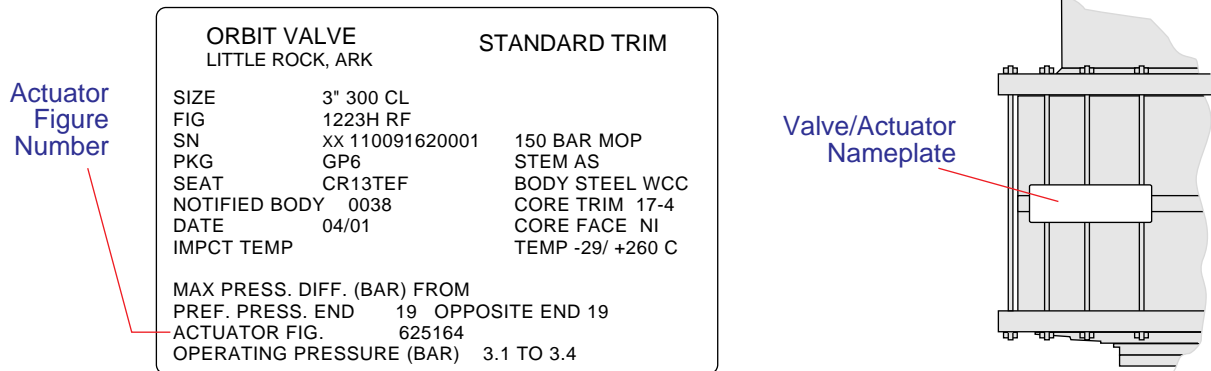 ORBIT VALVE
LITTLE ROCK, ARK
STANDARD TRIM
Actuator
Figure
Number
SIZE 3" 300 CL
FIG 1223H RF
SN XX 110091620001 150 BAR MOP
PKG GP6 STEM AS
SEAT CR13TEF BODY STEEL WCC
NOTIFIED BODY 0038 CORE TRIM 17-4
DATE 04/01 CORE FACE NI
IMPCT TEMP TEMP -29/ +260 C
MAX PRESS. DIFF. (BAR) FROM
PREF. PRESS. END 19 OPPOSITE END 19
ACTUATOR FIG. 625164
OPERATING PRESSURE (BAR) 3.1 TO 3.4
Valve/Actuator
Nameplate